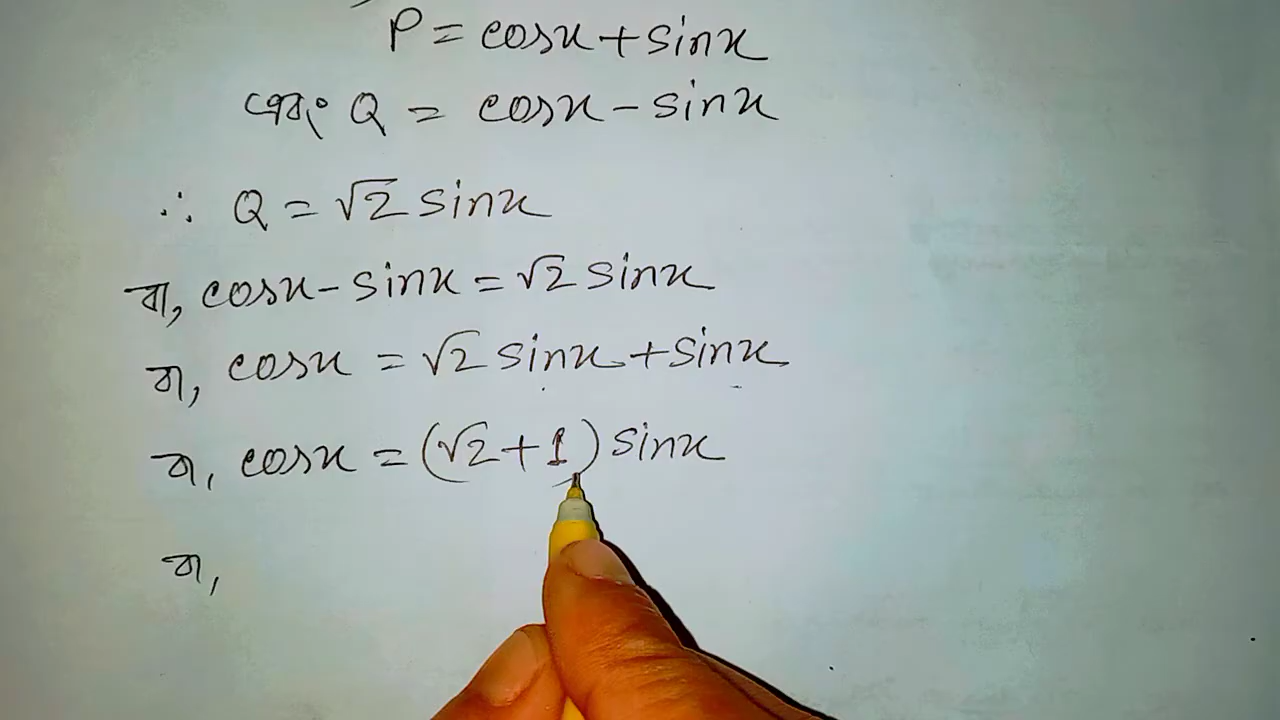 P = cosx + sinx
এবং Q = cosx - sinx
∴ Q = √2 sinx
বা, cosx - sinx = √2 sinx
বা, cosx = √2 sinx + sinx
বা, cosx = (√2 + 1) sinx
বা,